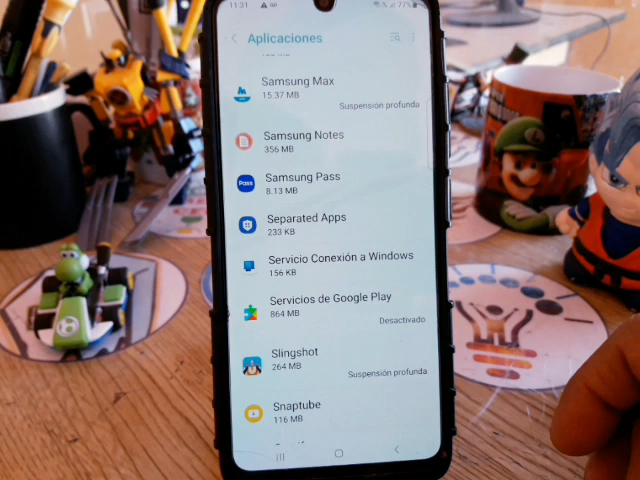 11:31
77%
Aplicaciones
Samsung Max
15.37 MB
Suspensión profunda
Samsung Notes
356 MB
Pass
Samsung Pass
8.13 MB
Separated Apps
233 KB
Servicio Conexión a Windows
156 KB
Servicios de Google Play
864 MB
Desactivado
Slingshot
264 MB
Suspensión profunda
Snaptube
116 MB